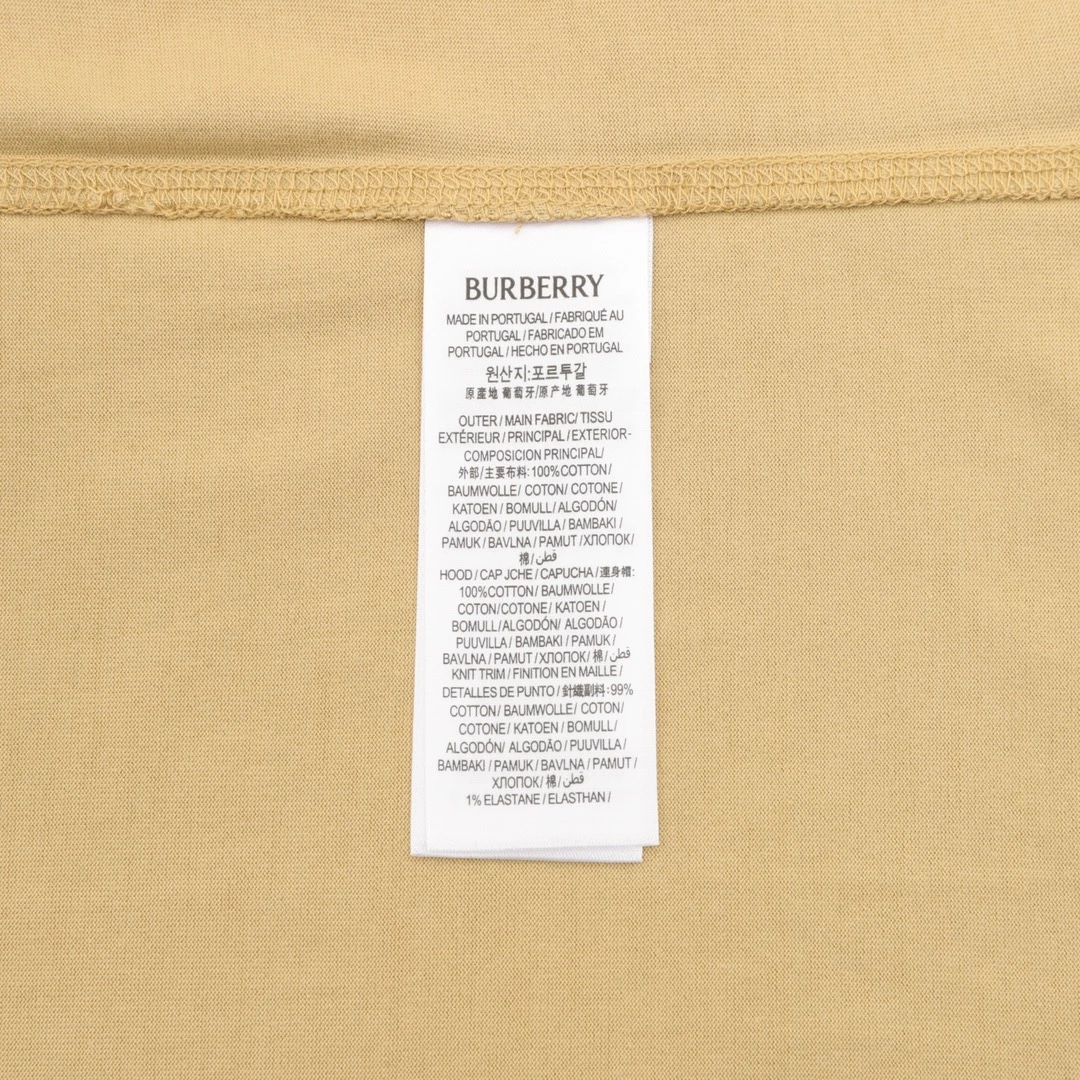 BURBERRY
MADE IN PORTUGAL / FABRIQUÉ AU
PORTUGAL / FABRICADO EM
PORTUGAL / HECHO EN PORTUGAL
원산지:포르투갈
原產地 葡萄牙/原产地 葡萄牙
OUTER / MAIN FABRIC/ TISSU
EXTÉRIEUR / PRINCIPAL / EXTERIOR-
COMPOSICION PRINCIPAL/
外部/主要布料: 100%COTTON /
BAUMWOLLE/ COTON/ COTONE /
KATOEN / BOMULL/ ALGODÓN/
ALGODÃO / PUUVILLA / BAMBAKI /
PAMUK / BAVLNA / PAMUT /ХЛОПОК/
棉/قطن
HOOD / CAP JCHE / CAPUCHA /連身帽:
100%COTTON / BAUMWOLLE /
COTON/COTONE / KATOEN /
BOMULL/ALGODÓN/ ALGODÃO /
PUUVILLA / BAMBAKI / PAMUK /
BAVLNA / PAMUT /ХЛОПОК/ 棉/قطن
KNIT TRIM / FINITION EN MAILLE /
DETALLES DE PUNTO / 針織副料: 99%
COTTON/ BAUMWOLLE/ COTON/
COTONE/ KATOEN / BOMULL/
ALGODÓN/ ALGODÃO / PUUVILLA /
BAMBAKI / PAMUK / BAVLNA / PAMUT /
ХЛОПОК/ 棉/قطن
1% ELASTANE / ELASTHAN /